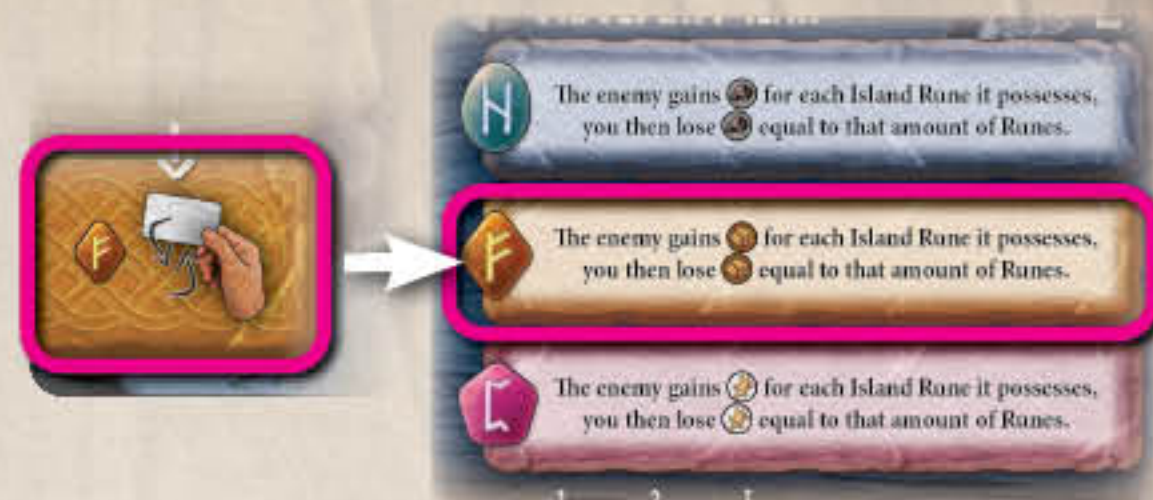 The enemy gains for each Island Rune it possesses,
you then lose equal to that amount of Runes.
The enemy gains for each Island Rune it possesses,
you then lose equal to that amount of Runes.
The enemy gains for each Island Rune it possesses,
you then lose equal to that amount of Runes.